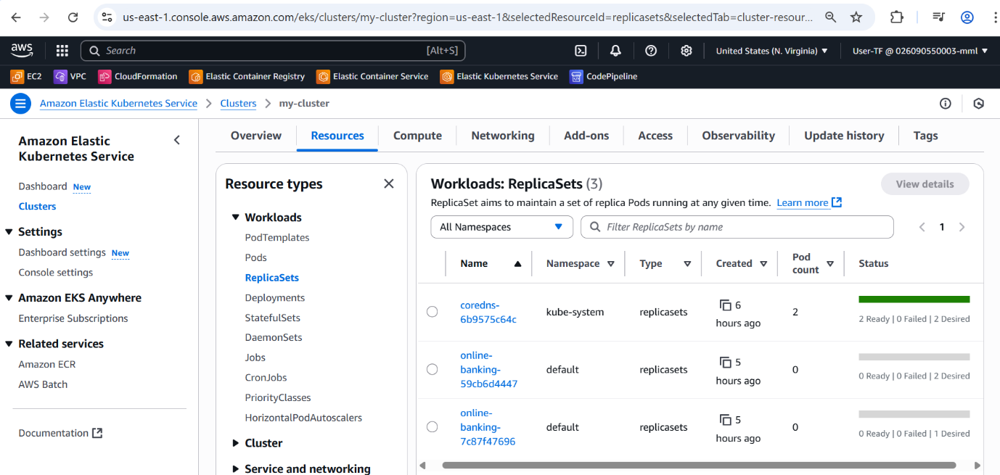 us-east-1.console.aws.amazon.com/eks/clusters/my-cluster?region=us-east-1&selectedResourceId=replicasets&selectedTab=cluster-resour...
aws
Search [Alt+S]
United States (N. Virginia)
User-TF @ 026090550003-mml
EC2 VPC CloudFormation Elastic Container Registry Elastic Container Service Elastic Kubernetes Service CodePipeline
Amazon Elastic Kubernetes Service > Clusters > my-cluster
Amazon Elastic
Kubernetes Service
Dashboard New
Clusters
Settings
Dashboard settings New
Console settings
Amazon EKS Anywhere
Enterprise Subscriptions
Related services
Amazon ECR
AWS Batch
Documentation
Overview Resources Compute Networking Add-ons Access Observability Update history Tags
Resource types
Workloads
PodTemplates
Pods
ReplicaSets
Deployments
StatefulSets
DaemonSets
Jobs
CronJobs
PriorityClasses
HorizontalPodAutoscalers
Cluster
Service and networking
Workloads: ReplicaSets (3)
View details
ReplicaSet aims to maintain a set of replica Pods running at any given time. Learn more
All Namespaces
Filter ReplicaSets by name
1
Name Namespace Type Created Pod count Status
coredns-
6b9575c64c
kube-system
replicasets
6
hours ago
2
2 Ready | 0 Failed | 2 Desired
online-
banking-
59cb6d4447
default
replicasets
5
hours ago
0
0 Ready | 0 Failed | 2 Desired
online-
banking-
7c87f47696
default
replicasets
5
hours ago
0
0 Ready | 0 Failed | 1 Desired